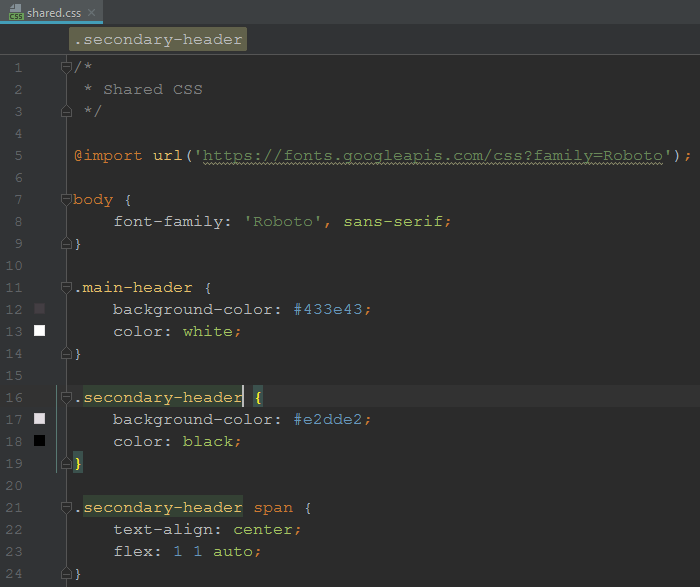 CSS shared.css ×
.secondary-header
1 /*
2  * Shared CSS
3  */
4
5 @import url('https://fonts.googleapis.com/css?family=Roboto');
6
7 body {
8     font-family: 'Roboto', sans-serif;
9 }
10
11 .main-header {
12     background-color: #433e43;
13     color: white;
14 }
15
16 .secondary-header {
17     background-color: #e2dde2;
18     color: black;
19 }
20
21 .secondary-header span {
22     text-align: center;
23     flex: 1 1 auto;
24 }